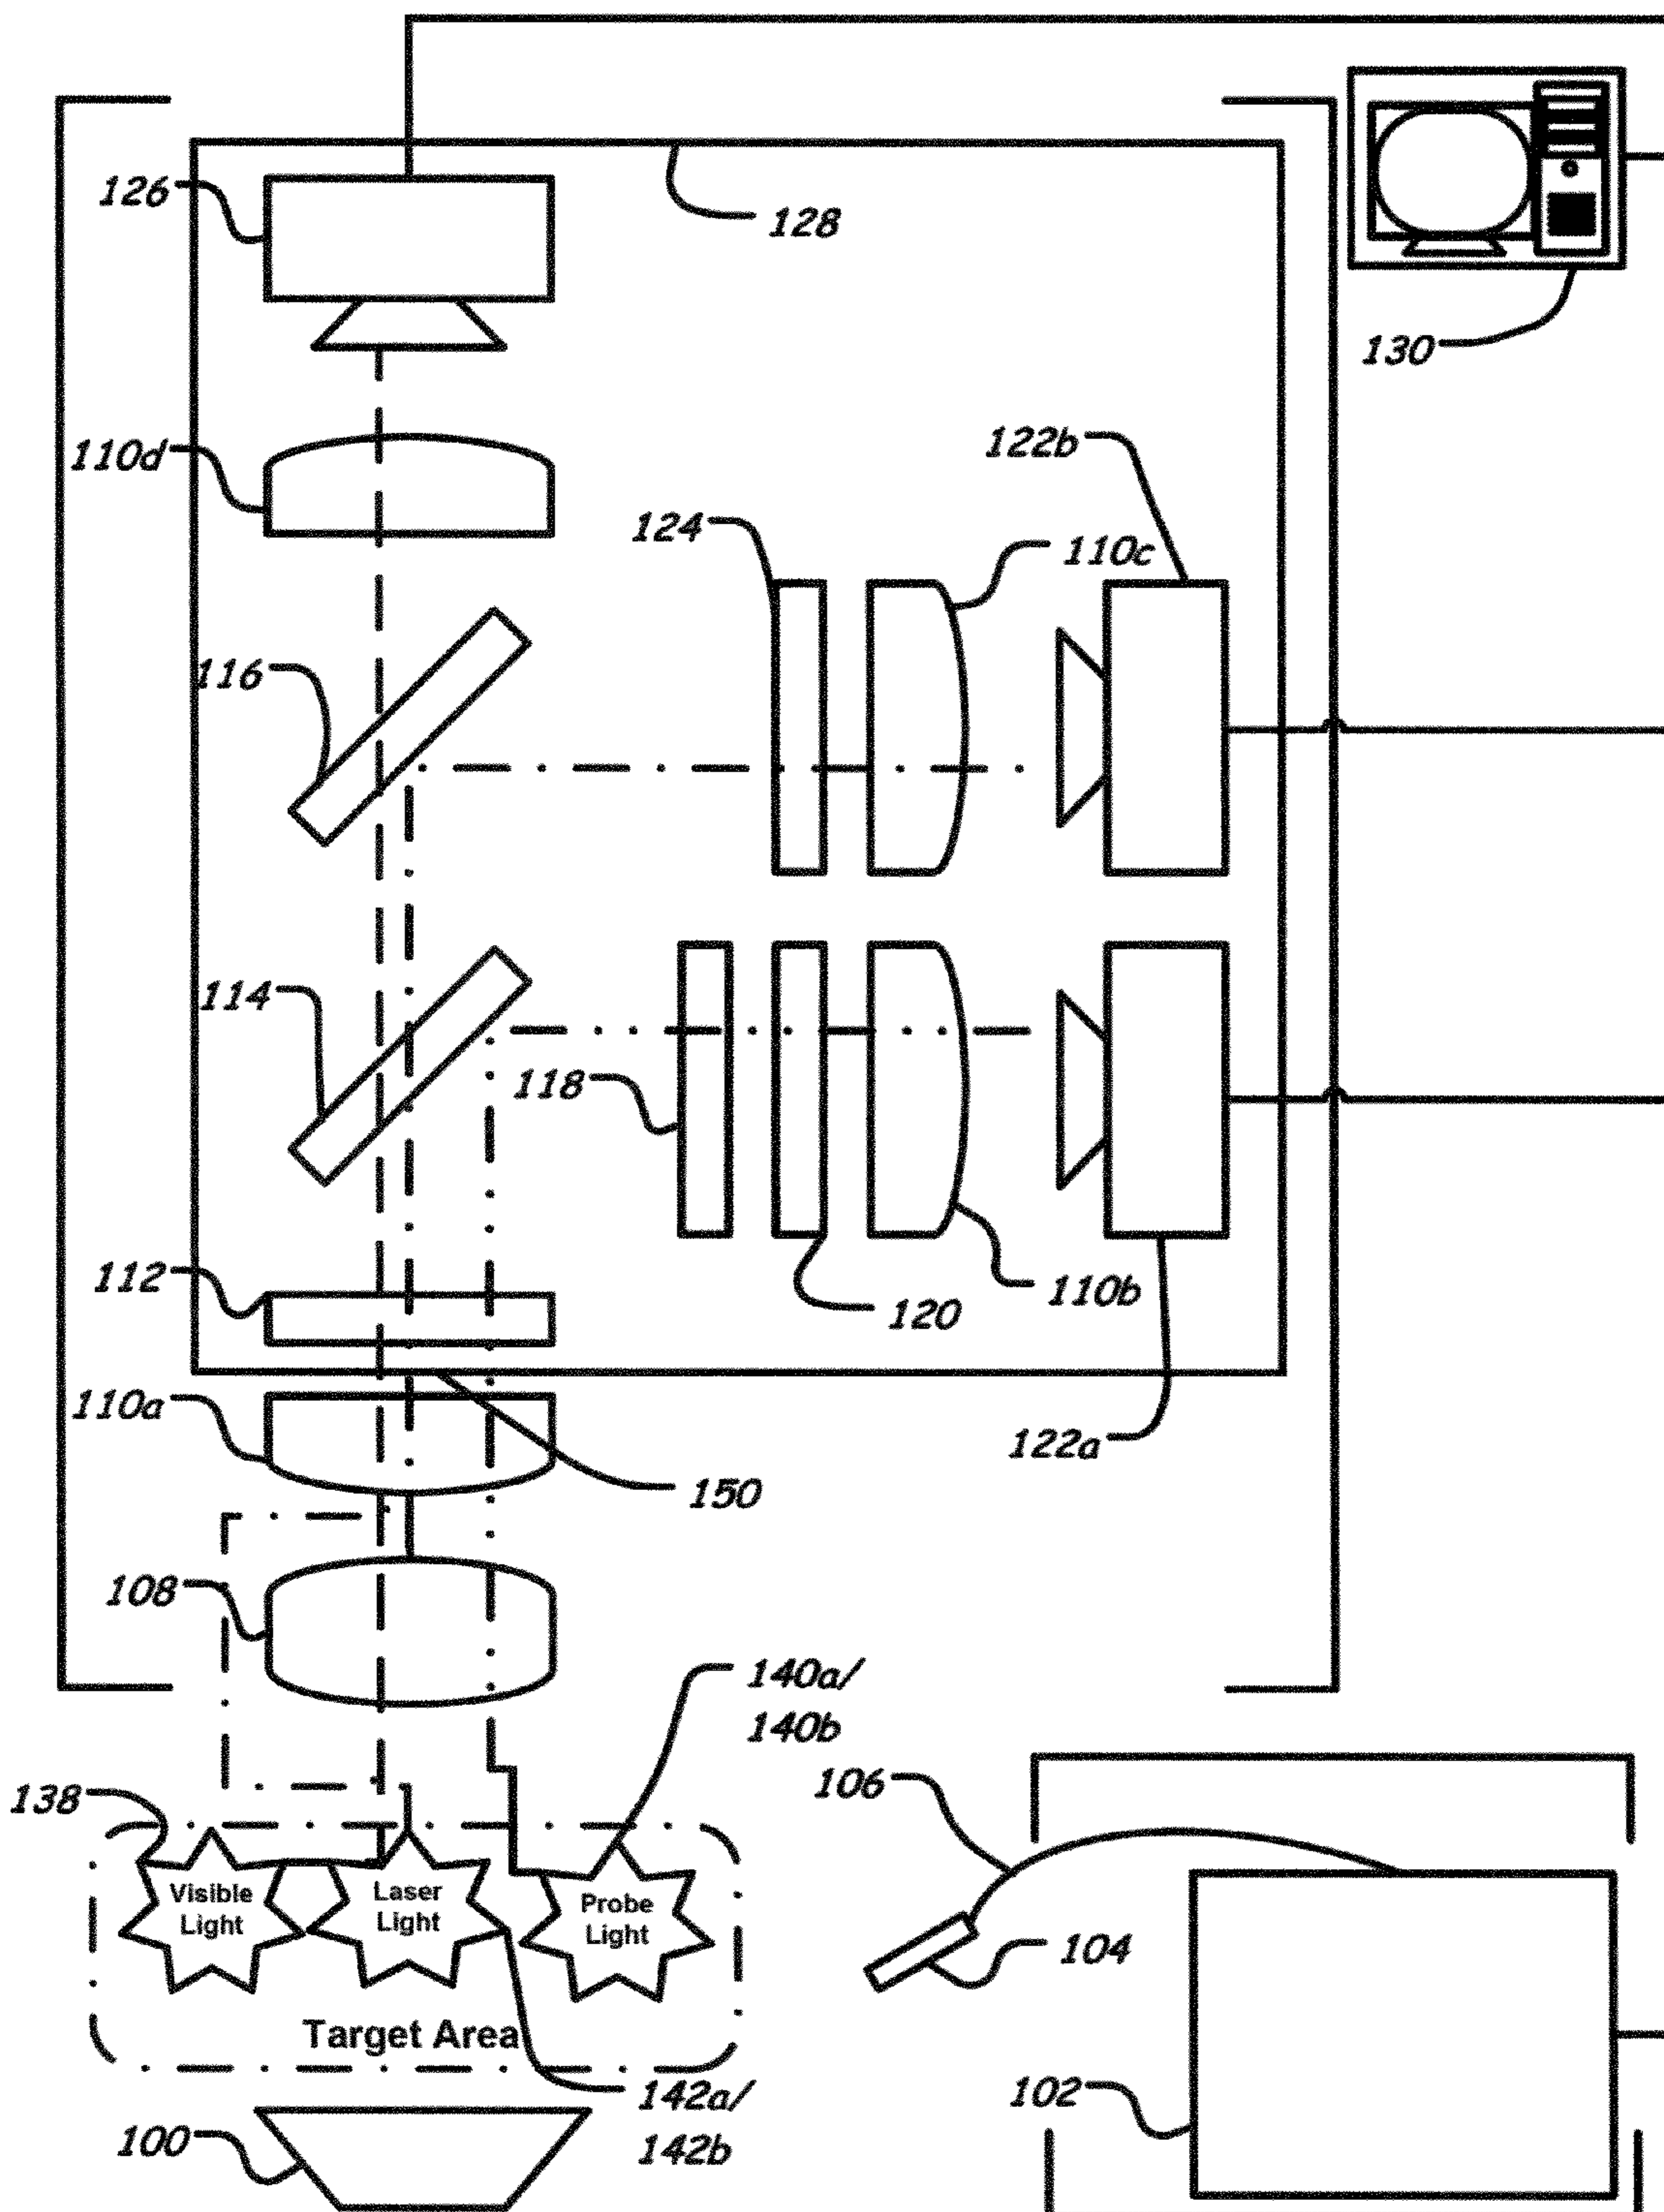 126
128
130
110d
122b
124
110c
116
114
118
112
110b
120
110a
122a
150
108
140a/
140b
138
106
Visible
Light
Laser
Light
Probe
Light
104
Target Area
102
142a/
142b
100